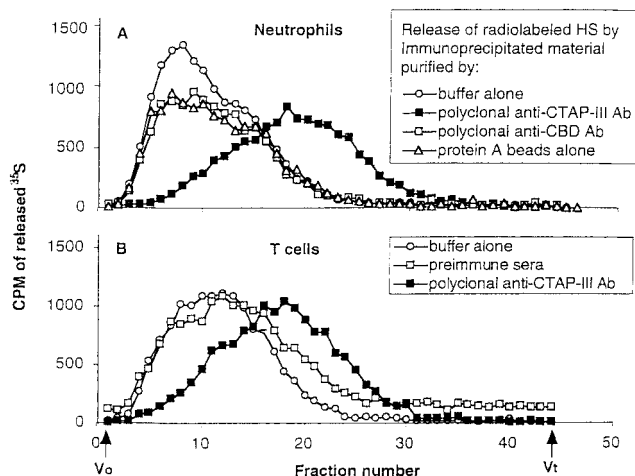 A
Neutrophils
Release of radiolabeled HS by
immunoprecipitated material
purified by:
buffer alone
polyclonal anti-CTAP-III Ab
polyclonal anti-CBD Ab
protein A beads alone
1500
1000
500
0
CPM of released 35S
B
T cells
buffer alone
preimmune sera
polyclonal anti-CTAP-III Ab
1500
1000
500
0
0 10 20 30 40 50
Vo Fraction number Vt